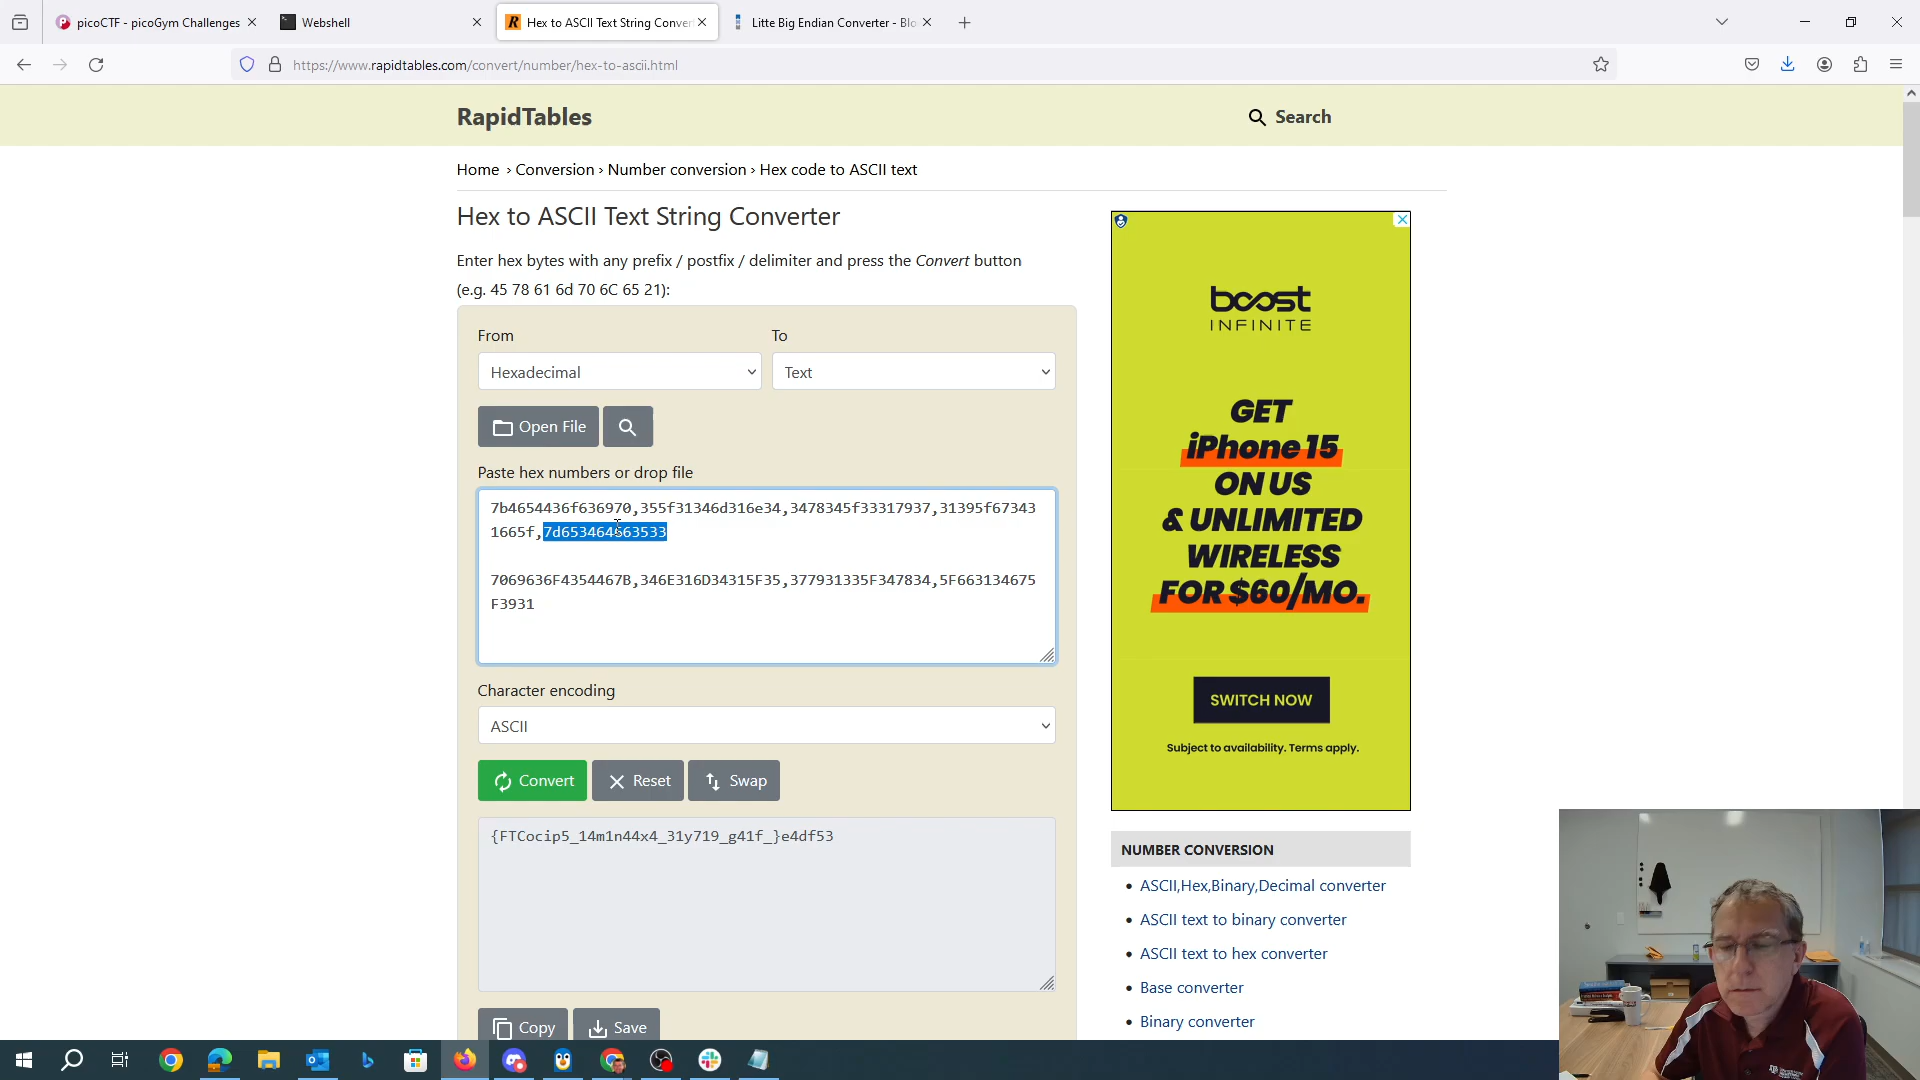 picoCTF - picoGym Challenges
Webshell
Hex to ASCII Text String Conver
Litte Big Endian Converter - Blo
https://www.rapidtables.com/convert/number/hex-to-ascii.html
RapidTables
Search
Home › Conversion › Number conversion › Hex code to ASCII text
Hex to ASCII Text String Converter
Enter hex bytes with any prefix / postfix / delimiter and press the Convert button
(e.g. 45 78 61 6d 70 6C 65 21):
From
To
Hexadecimal
Text
Open File
Paste hex numbers or drop file
7b4654436f636970,355f31346d316e34,3478345f33317937,31395f67343
1665f,7d653464663533
7069636F4354467B,346E316D34315F35,377931335F347834,5F663134675
F3931
Character encoding
ASCII
Convert
Reset
Swap
{FTCocip5_14m1n44x4_31y719_g41f_}e4df53
Copy
Save
boost
INFINITE
GET
iPhone 15
ON US
& UNLIMITED
WIRELESS
FOR $60/MO.
SWITCH NOW
Subject to availability. Terms apply.
NUMBER CONVERSION
ASCII,Hex,Binary,Decimal converter
ASCII text to binary converter
ASCII text to hex converter
Base converter
Binary converter